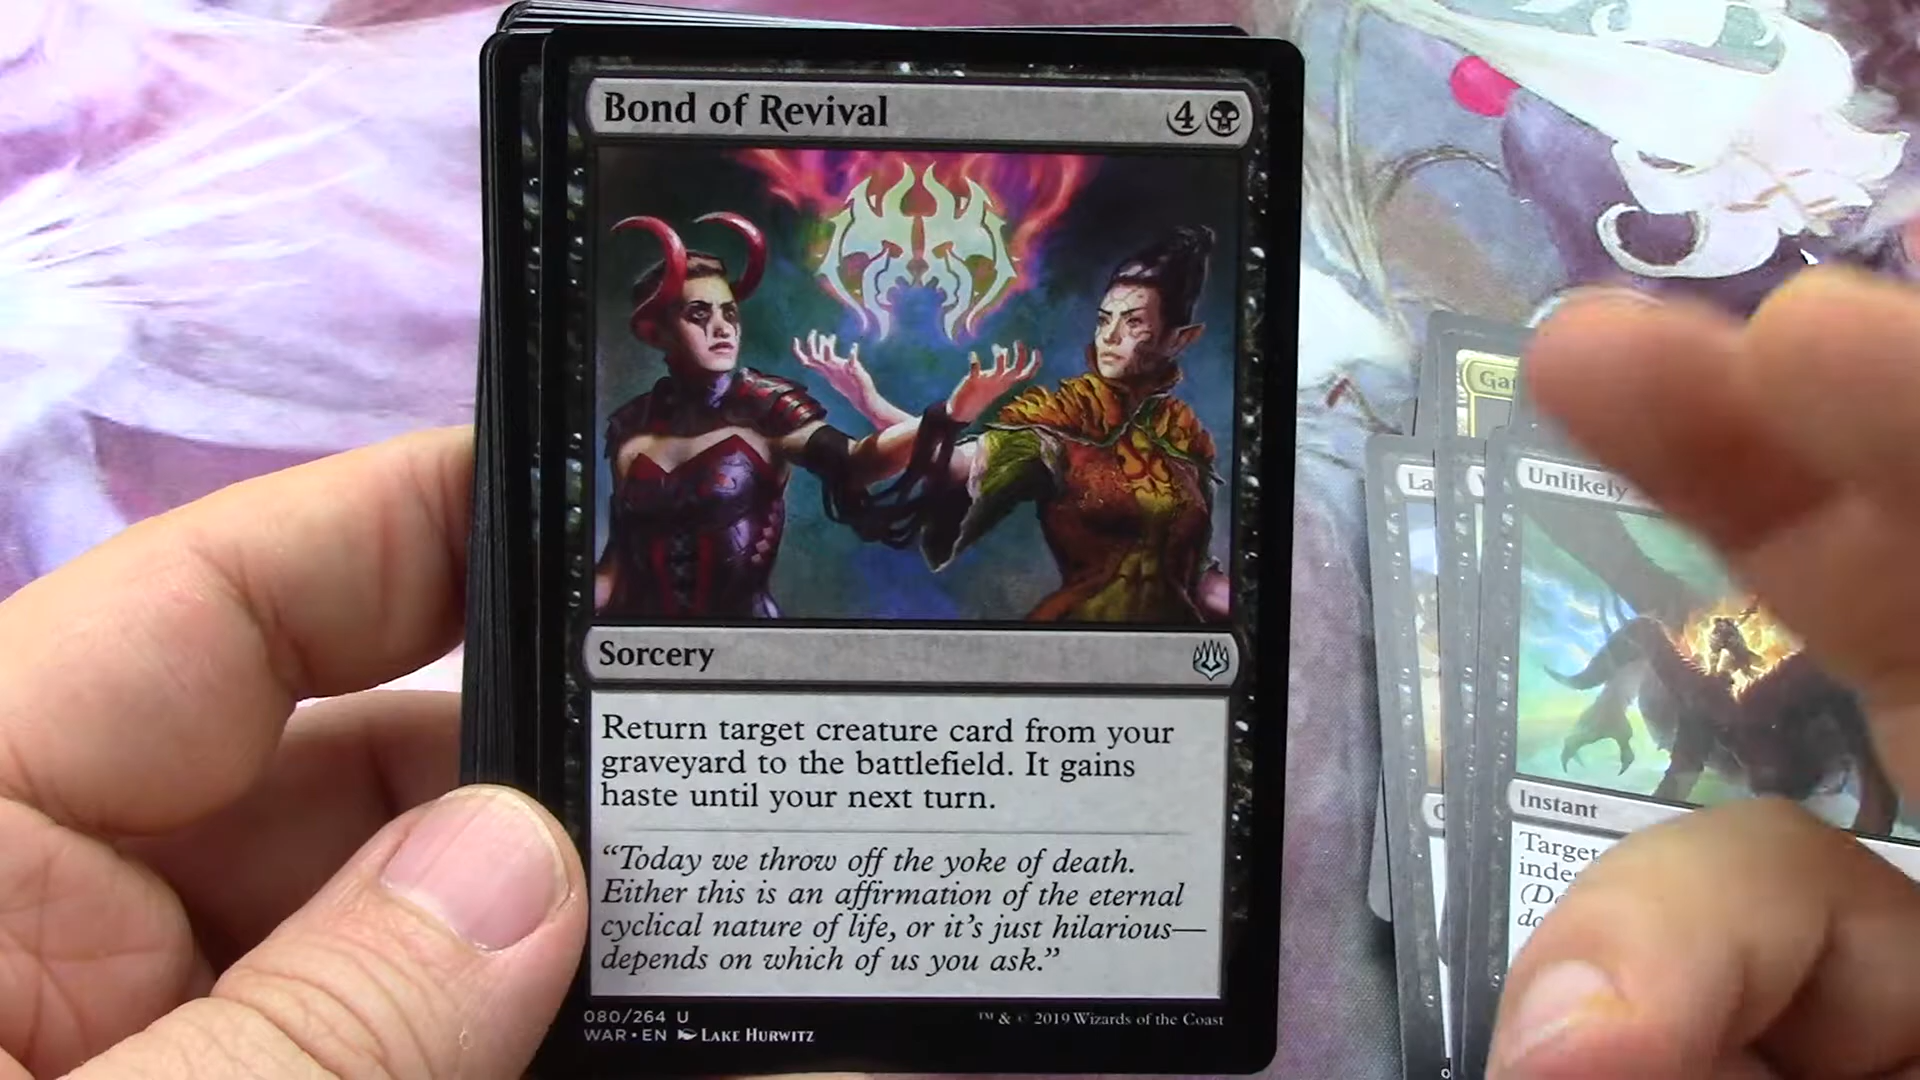 Bond of Revival
4
Sorcery
Return target creature card from your
graveyard to the battlefield. It gains
haste until your next turn.
“Today we throw off the yoke of death.
Either this is an affirmation of the eternal
cyclical nature of life, or it’s just hilarious—
depends on which of us you ask.”
080/264 U
WAR • EN LAKE HURWITZ
™ & © 2019 Wizards of the Coast
Unlikely
Instant
Target